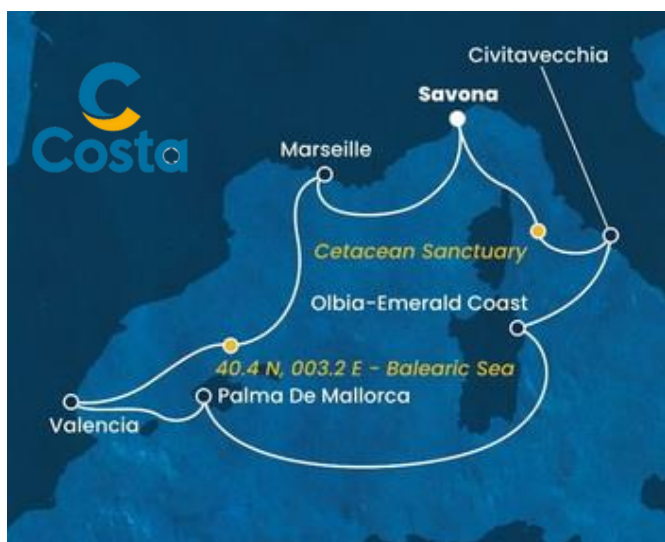 Civitavecchia
Savona
Costa
Marseille
Cetacean Sanctuary
Olbia-Emerald Coast
40.4 N, 003.2 E - Balearic Sea
Palma De Mallorca
Valencia